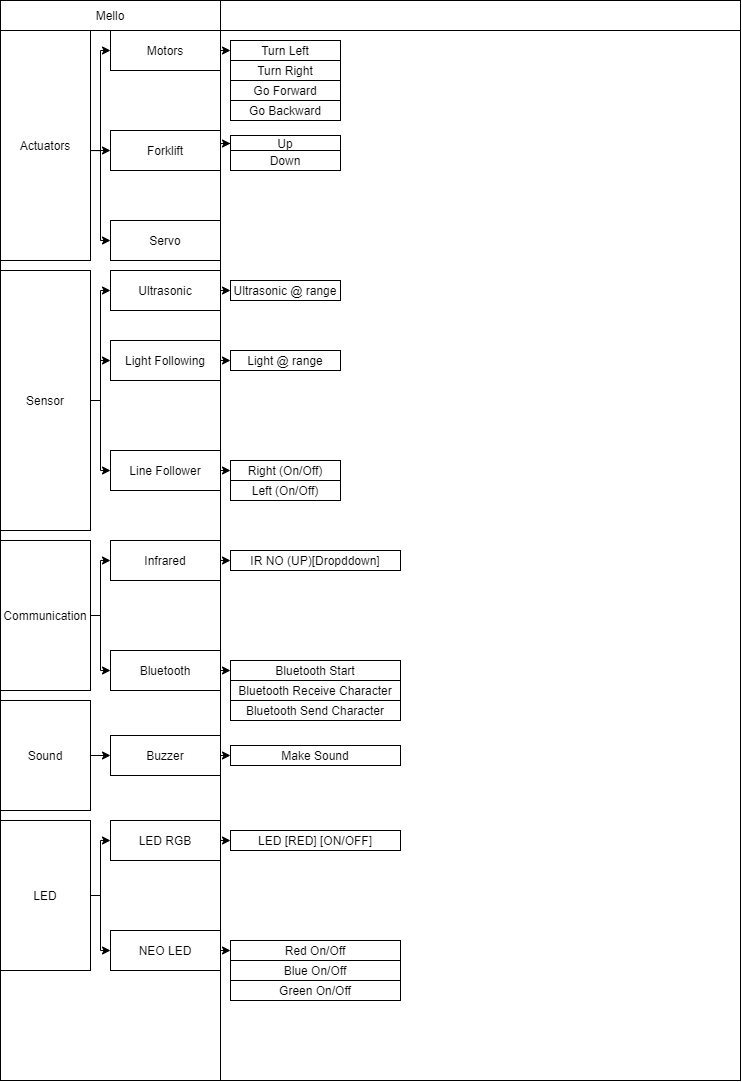 Mello
Actuators
Motors
Turn Left
Turn Right
Go Forward
Go Backward
Forklift
Up
Down
Servo
Sensor
Ultrasonic
Ultrasonic @ range
Light Following
Light @ range
Line Follower
Right (On/Off)
Left (On/Off)
Communication
Infrared
IR NO (UP)[Dropddown]
Bluetooth
Bluetooth Start
Bluetooth Receive Character
Bluetooth Send Character
Sound
Buzzer
Make Sound
LED
LED RGB
LED [RED] [ON/OFF]
NEO LED
Red On/Off
Blue On/Off
Green On/Off